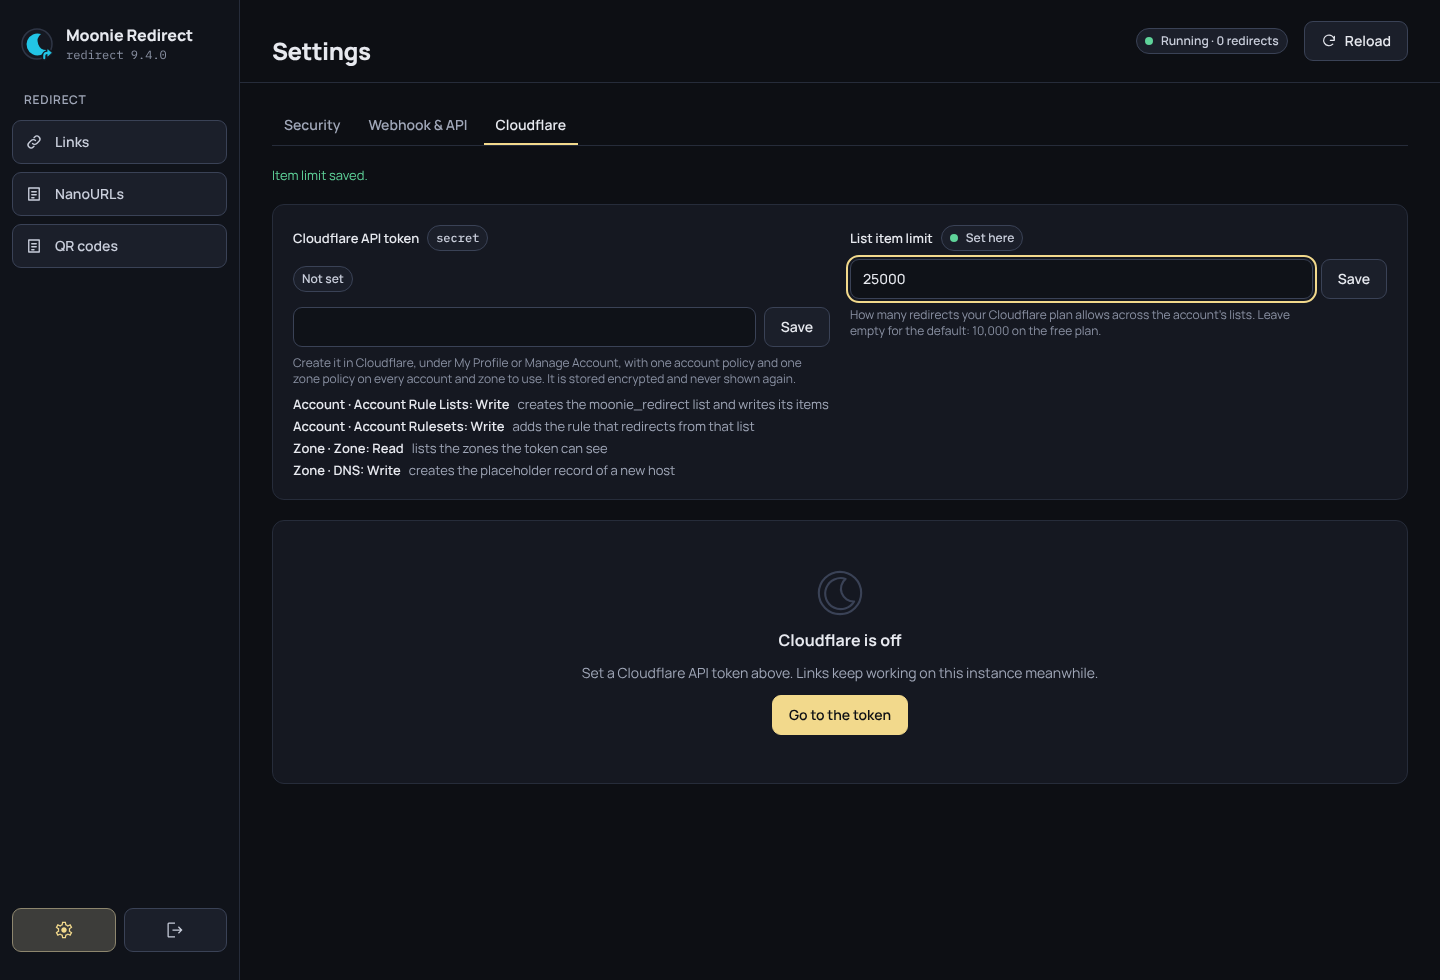 Moonie Redirect
redirect 9.4.0
REDIRECT
Links
NanoURLs
QR codes
Settings
Running · 0 redirects
Reload
Security
Webhook & API
Cloudflare
Item limit saved.
Cloudflare API token
secret
Not set
Save
Create it in Cloudflare, under My Profile or Manage Account, with one account policy and one
zone policy on every account and zone to use. It is stored encrypted and never shown again.
Account · Account Rule Lists: Write creates the moonie_redirect list and writes its items
Account · Account Rulesets: Write adds the rule that redirects from that list
Zone · Zone: Read lists the zones the token can see
Zone · DNS: Write creates the placeholder record of a new host
List item limit
Set here
25000
Save
How many redirects your Cloudflare plan allows across the account's lists. Leave
empty for the default: 10,000 on the free plan.
Cloudflare is off
Set a Cloudflare API token above. Links keep working on this instance meanwhile.
Go to the token